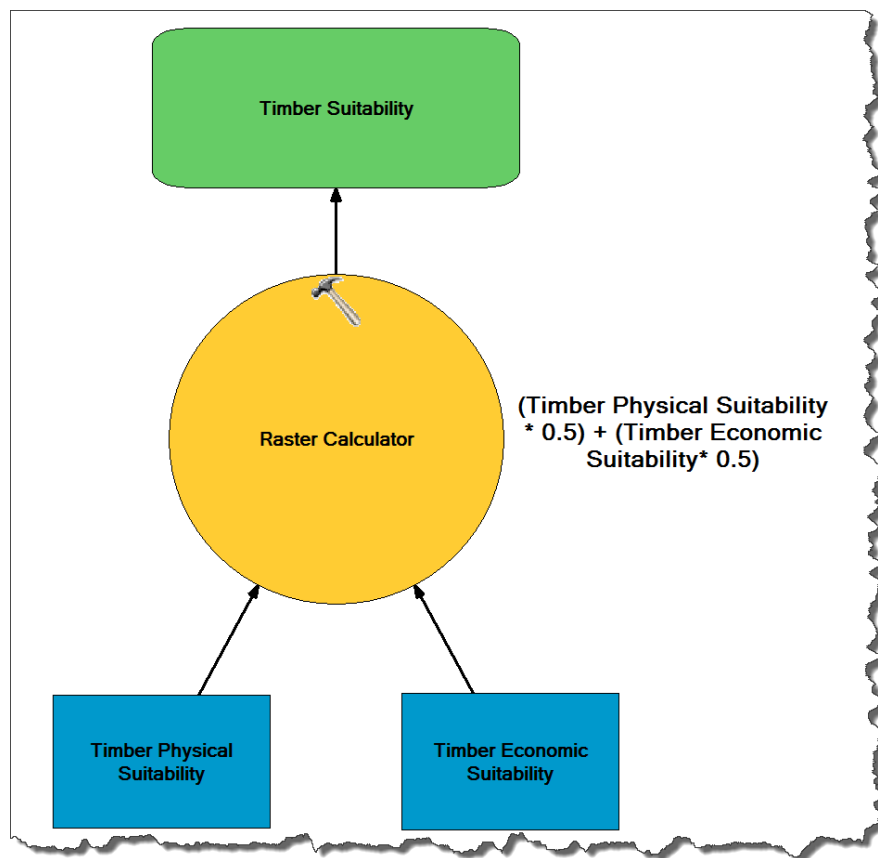 Timber Suitability
Raster Calculator
(Timber Physical Suitability
* 0.5) + (Timber Economic
Suitability* 0.5)
Timber Physical
Suitability
Timber Economic
Suitability